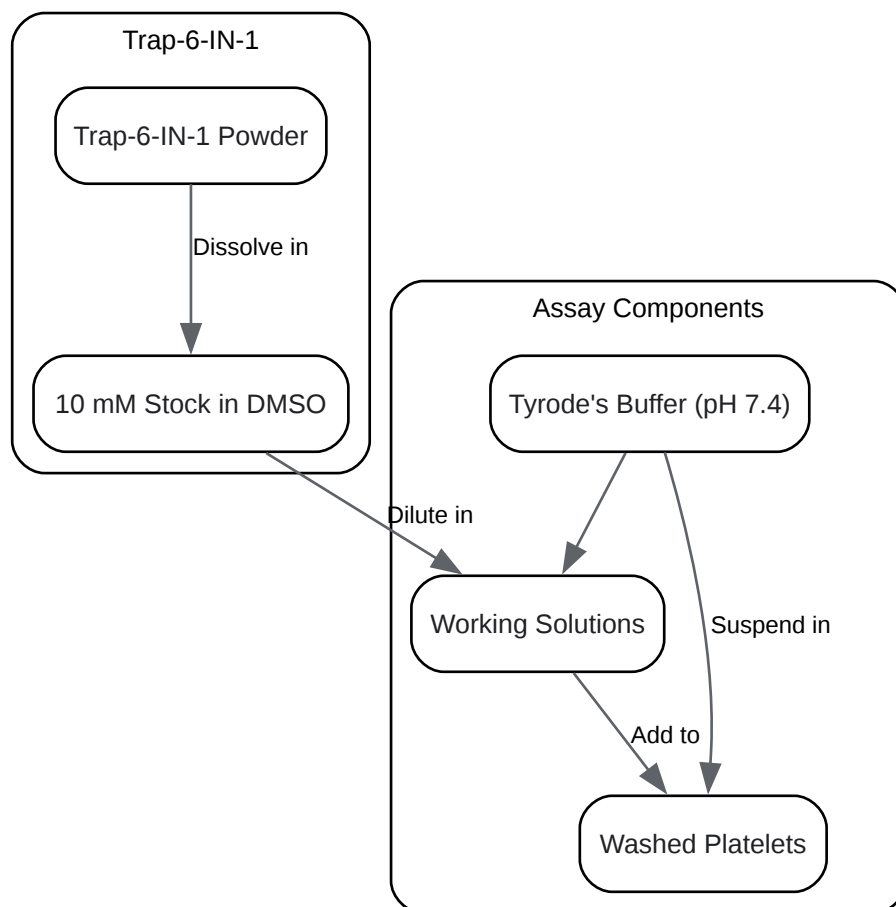 Trap-6-IN-1
Trap-6-IN-1 Powder
Dissolve in
Assay Components
10 mM Stock in DMSO
Tyrode's Buffer (pH 7.4)
Dilute in
Working Solutions
Suspend in
Add to
Washed Platelets